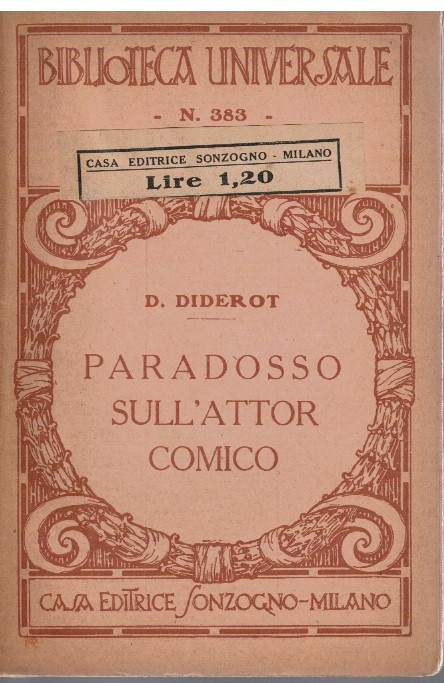 BIBLIOTECA UNIVERSALE
- N. 383 -
CASA EDITRICE SONZOGNO - MILANO
Lire 1,20
D. DIDEROT
PARADOSSO
SULL'ATTOR
COMICO
CASA EDITRICE SONZOGNO-MILANO